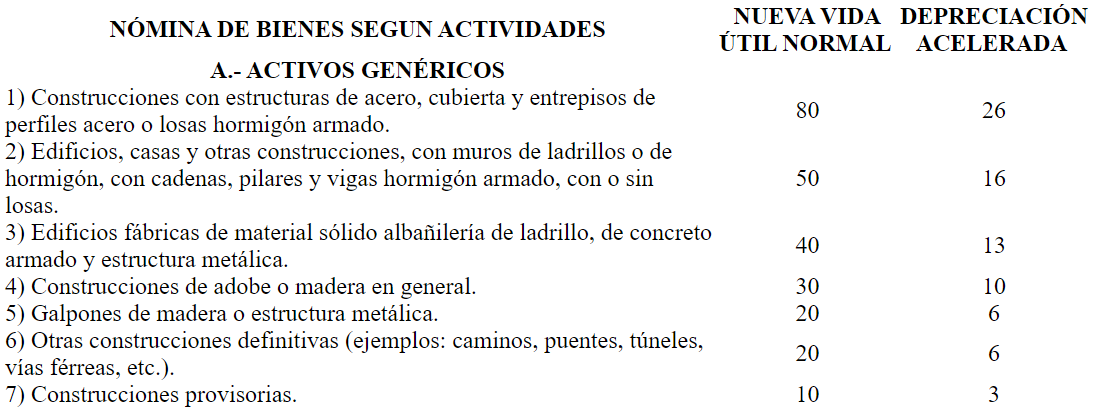 NÓMINA DE BIENES SEGUN ACTIVIDADES NUEVA VIDA ÚTIL NORMAL DEPRECIACIÓN ACELERADA
A.- ACTIVOS GENÉRICOS
1) Construcciones con estructuras de acero, cubierta y entrepisos de
perfiles acero o losas hormigón armado. 80 26
2) Edificios, casas y otras construcciones, con muros de ladrillos o de
hormigón, con cadenas, pilares y vigas hormigón armado, con o sin 50 16
losas.
3) Edificios fábricas de material sólido albañilería de ladrillo, de concreto
armado y estructura metálica. 40 13
4) Construcciones de adobe o madera en general. 30 10
5) Galpones de madera o estructura metálica. 20 6
6) Otras construcciones definitivas (ejemplos: caminos, puentes, túneles,
vías férreas, etc.). 20 6
7) Construcciones provisorias. 10 3